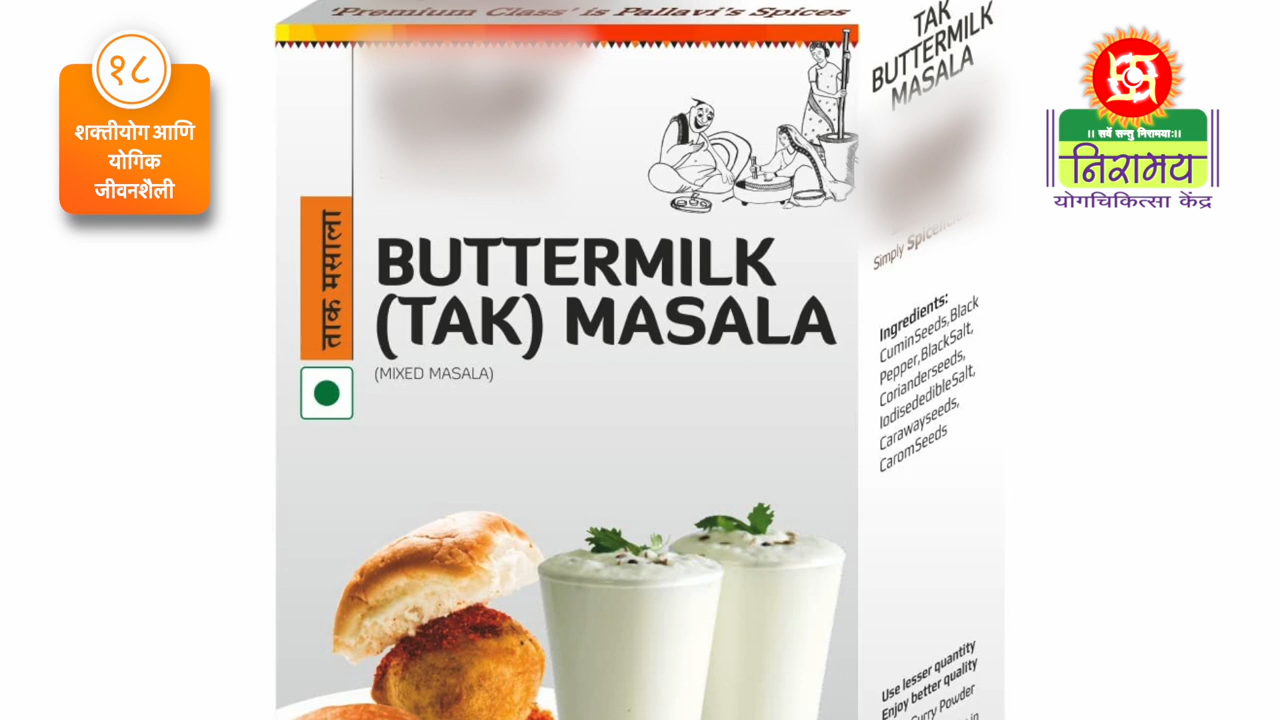 'Premium Class' is Pallavi's Spices
१८
शक्तीयोग आणि
योगिक
जीवनशैली
ताक मसाला
BUTTERMILK
(TAK) MASALA
(MIXED MASALA)
TAK
BUTTERMILK
MASALA
Simply
Ingredients:
CuminSeeds,Black
Pepper,BlackSalt,
Corianderseeds,
IodisededibleSalt,
Carawayseeds,
CaromSeeds
Use lesser quantity
Enjoy better quality
Curry Powder
।। सर्वे सन्तु निरामयाः।।
निरामय
योगचिकित्सा केंद्र